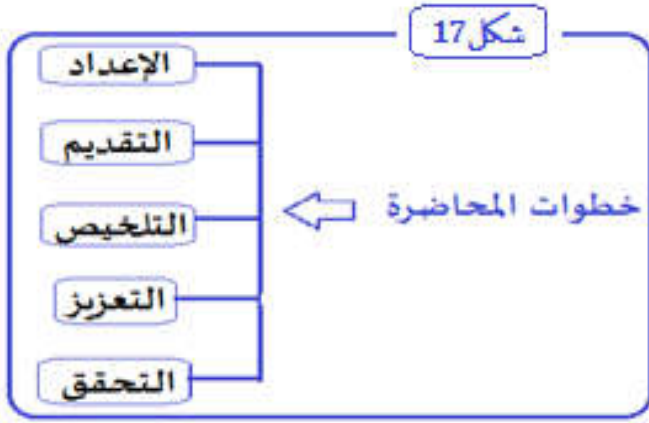 شكل17
خطوات المحاضرة
الإعداد
التقديم
التلخيص
التعزيز
التحقق